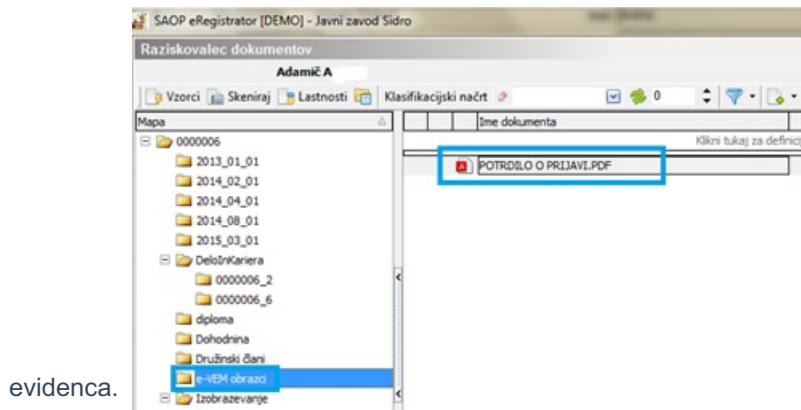 SAOP eRegistrator [DEMO] - Javni zavod Sidro
Raziskovalec dokumentov
Adamič A
Vzorci Skeniraj Lastnosti Klasifikacijski načrt 0
Mapa Ime dokumenta
Klikni tukaj za definicij
0000006
2013_01_01
2014_02_01
2014_04_01
2014_08_01
2015_03_01
DeloInKariera
0000006_2
0000006_6
diploma
Dohodnina
Družinski člani
e-VEM obrazci
Izobrazevanje
POTRDILO O PRIJAVI.PDF
evidenca.